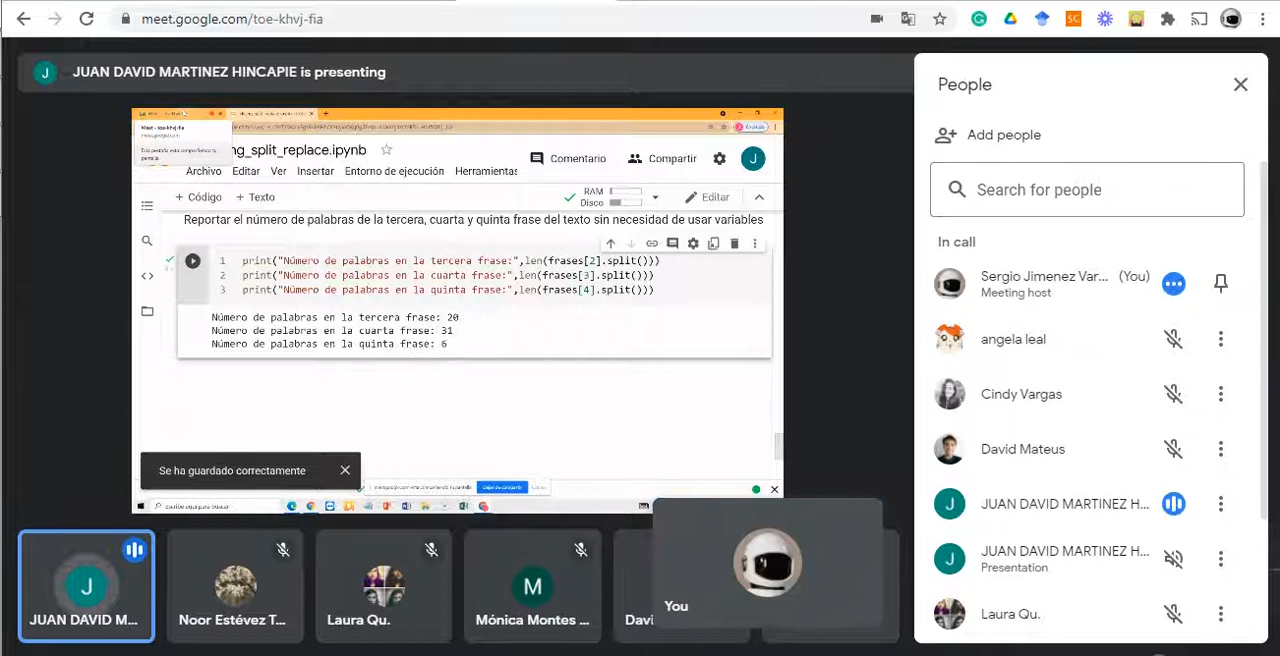 meet.google.com/toe-khvj-fia
JUAN DAVID MARTINEZ HINCAPIE is presenting
Meet - toe-khvj-fia
meet.google.com
ng_split_replace.ipynb
Comentario
Compartir
J
Archivo Editar Ver Insertar Entorno de ejecución Herramientas
+ Código + Texto
RAM
Disco
Editar
Reportar el número de palabras de la tercera, cuarta y quinta frase del texto sin necesidad de usar variables
1 print("Número de palabras en la tercera frase:",len(frases[2].split()))
2 print("Número de palabras en la cuarta frase:",len(frases[3].split()))
3 print("Número de palabras en la quinta frase:",len(frases[4].split()))
Número de palabras en la tercera frase: 20
Número de palabras en la cuarta frase: 31
Número de palabras en la quinta frase: 6
Se ha guardado correctamente
J
JUAN DAVID M...
Noor Estévez T...
Laura Qu.
M
Mónica Montes ...
Davi
You
People
Add people
Search for people
In call
Sergio Jimenez Var... (You)
Meeting host
angela leal
Cindy Vargas
David Mateus
J
JUAN DAVID MARTINEZ H...
J
JUAN DAVID MARTINEZ H...
Presentation
Laura Qu.